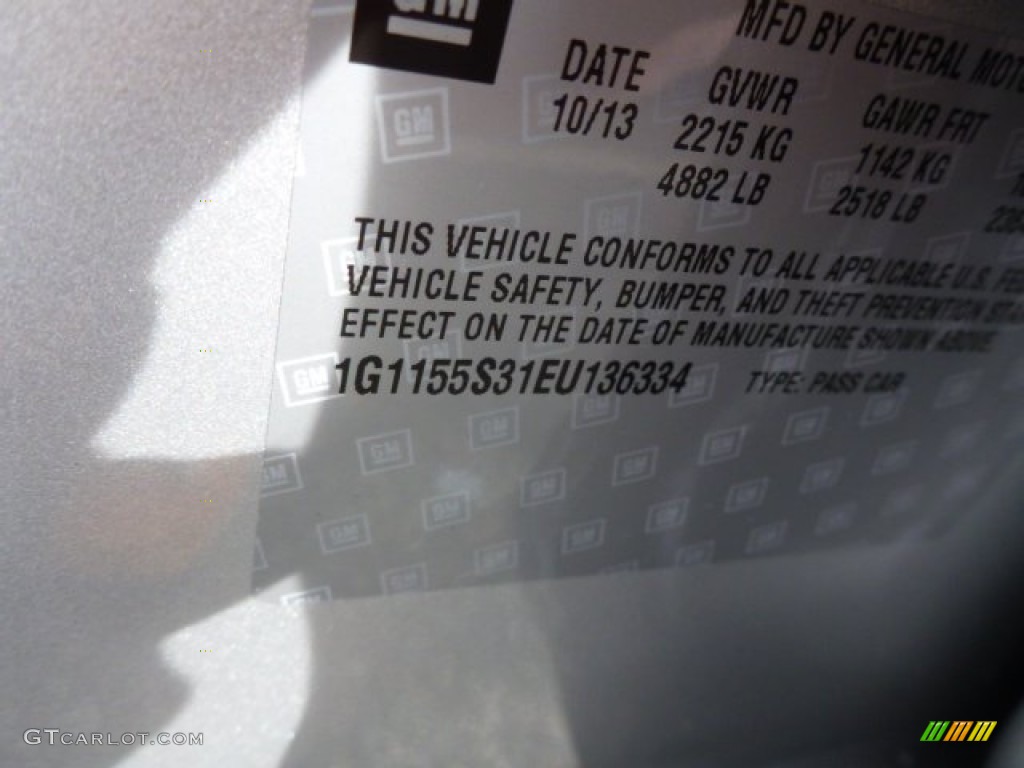 GM
MFD BY GENERAL
DATE GVWR GAWR FRT
10/13 2215 KG 1142 KG
4882 LB 2518 LB
THIS VEHICLE CONFORMS TO ALL APPLICABLE U.S.
VEHICLE SAFETY, BUMPER, AND THEFT PREVENTION
EFFECT ON THE DATE OF MANUFACTURE SHOWN ABOVE.
1G1155S31EU136334 TYPE: PASS CAR
GTCARLOT.COM